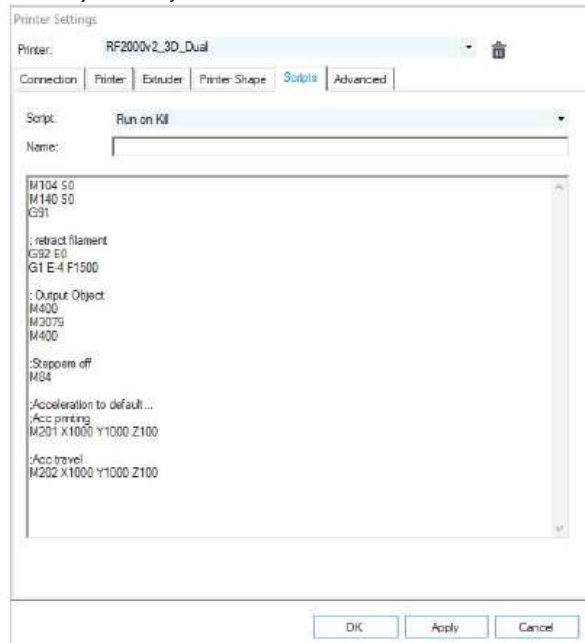 Printer Settings
Printer: RF2000v2_3D_Dual
Connection Printer Extruder Printer Shape Scripts Advanced
Script: Run on Kill
Name:
M104 S0
M140 S0
G91
; retract filament
G92 E0
G1 E-4 F1500
; Output Object
M400
M3079
M400
;Steppers off
M84
;Acceleration to default...
;Acc printing
M201 X1000 Y1000 Z100
;Acc travel
M202 X1000 Y1000 Z100
OK Apply Cancel